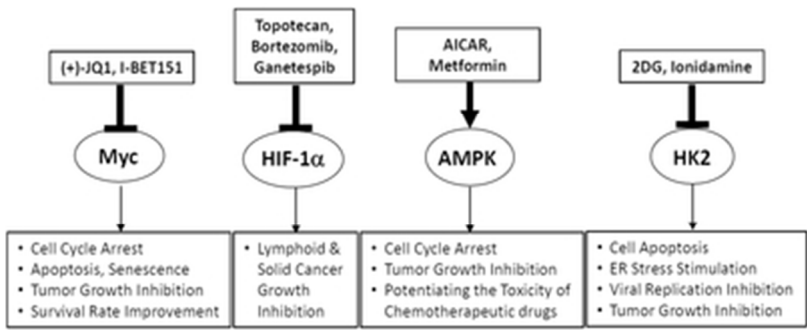 (+)-JQ1, I-BET151
Topotecan,
Bortezomib,
Ganetespib
AICAR,
Metformin
2DG, Ionidamine
Myc
HIF-1α
AMPK
HK2
• Cell Cycle Arrest
• Apoptosis, Senescence
• Tumor Growth Inhibition
• Survival Rate Improvement
• Lymphoid &
Solid Cancer
Growth
Inhibition
• Cell Cycle Arrest
• Tumor Growth Inhibition
• Potentiating the Toxicity of
Chemotherapeutic drugs
• Cell Apoptosis
• ER Stress Stimulation
• Viral Replication Inhibition
• Tumor Growth Inhibition